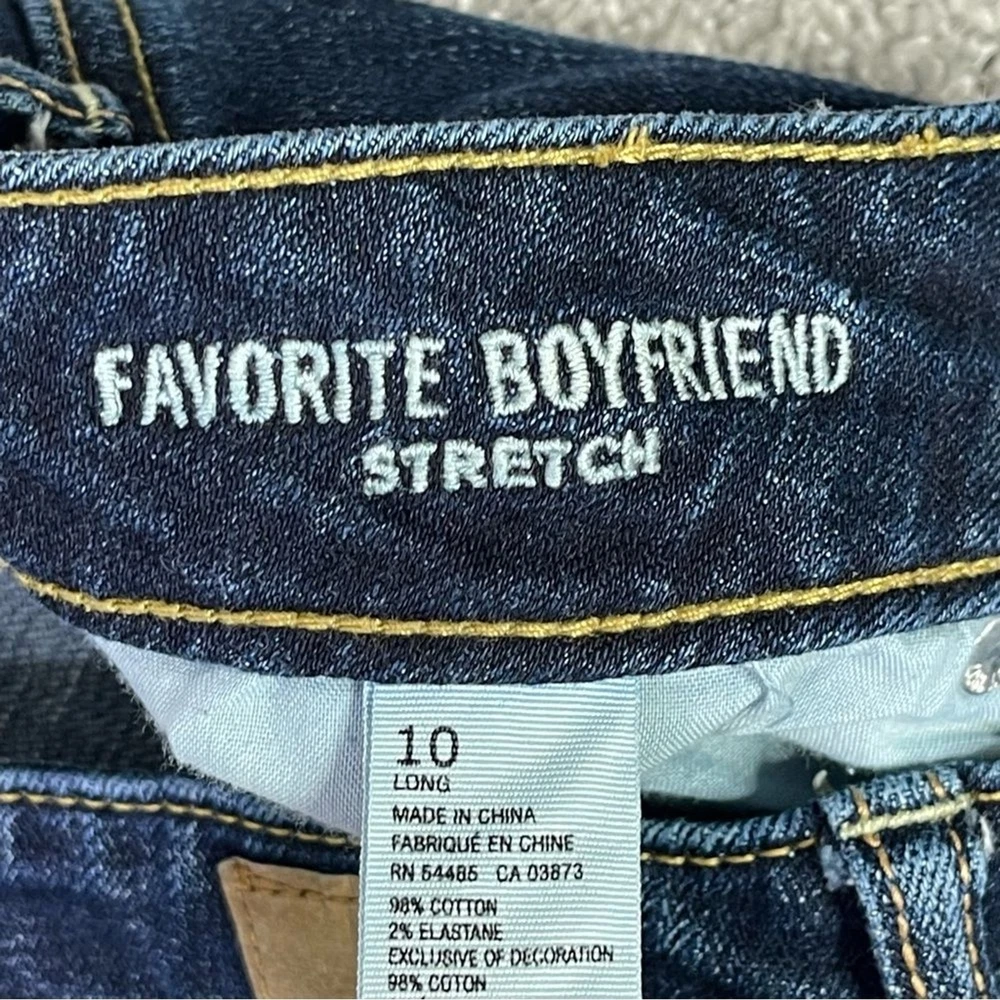 FAVORITE BOYFRIEND
STRETCH
10
LONG
MADE IN CHINA
FABRIQUÉ EN CHINE
RN 54485 CA 03873
98% COTTON
2% ELASTANE
EXCLUSIVE OF DECORATION
98% COTON